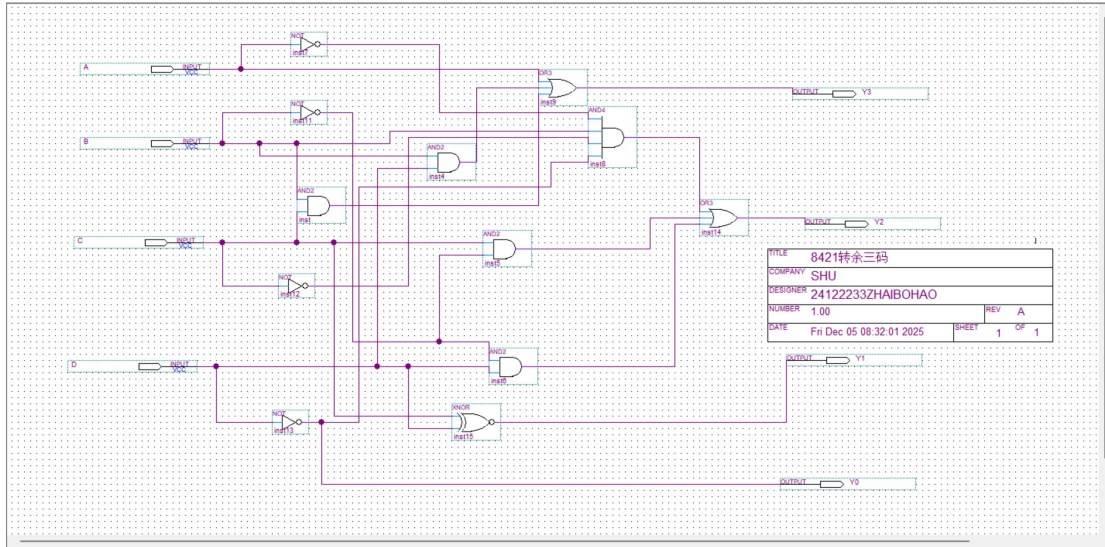 NOT
inst7
A
INPUT
VCC
OR3
inst9
OUTPUT
Y3
NOT
inst11
AND4
inst8
B
INPUT
VCC
AND2
inst4
AND2
inst
OR3
inst14
OUTPUT
Y2
C
INPUT
VCC
AND2
inst5
NOT
inst12
TITLE 8421转余三码
COMPANY SHU
DESIGNER 24122233ZHAIBOHAO
NUMBER 1.00 REV A
DATE Fri Dec 05 08:32:01 2025 SHEET 1 OF 1
D
INPUT
VCC
AND2
inst6
OUTPUT
Y1
NOT
inst13
XNOR
inst15
OUTPUT
Y0